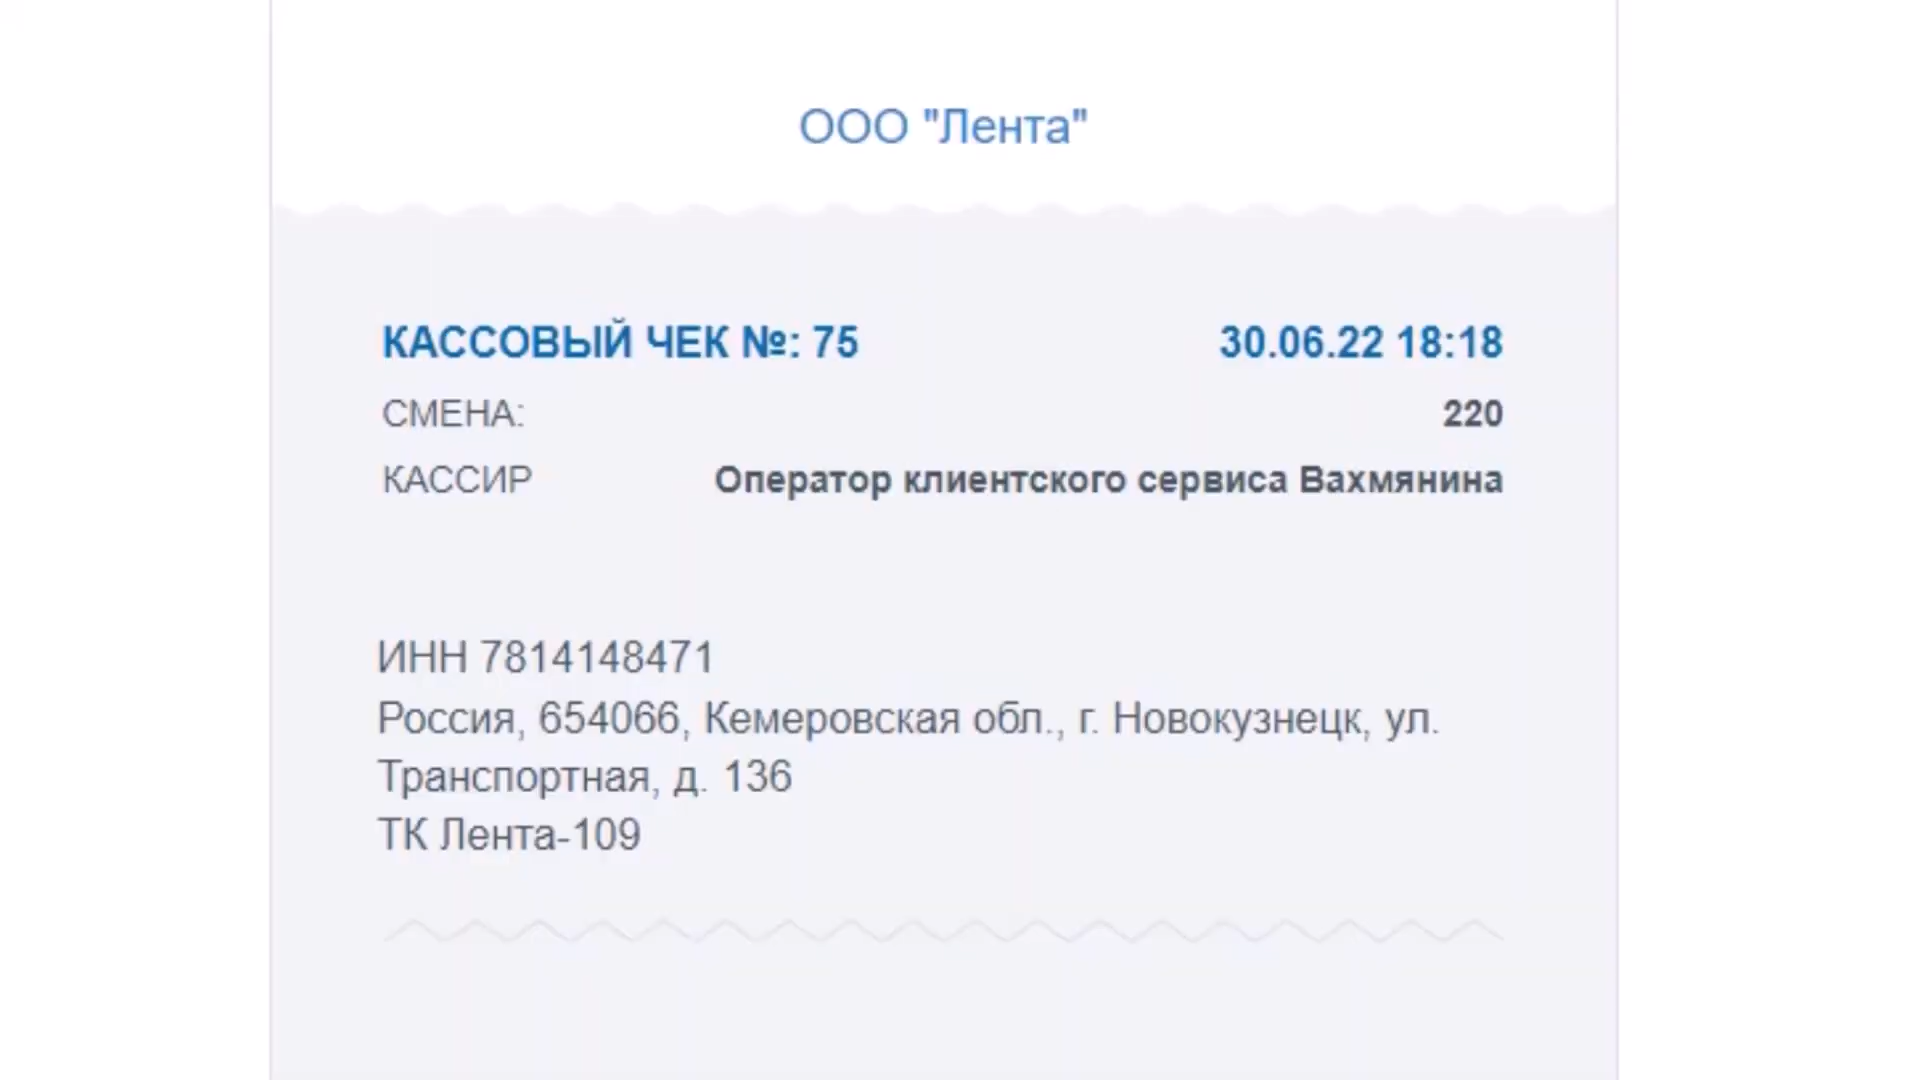 ООО "Лента"
КАССОВЫЙ ЧЕК №: 75 30.06.22 18:18
СМЕНА: 220
КАССИР Оператор клиентского сервиса Вахмянина
ИНН 7814148471
Россия, 654066, Кемеровская обл., г. Новокузнецк, ул.
Транспортная, д. 136
ТК Лента-109